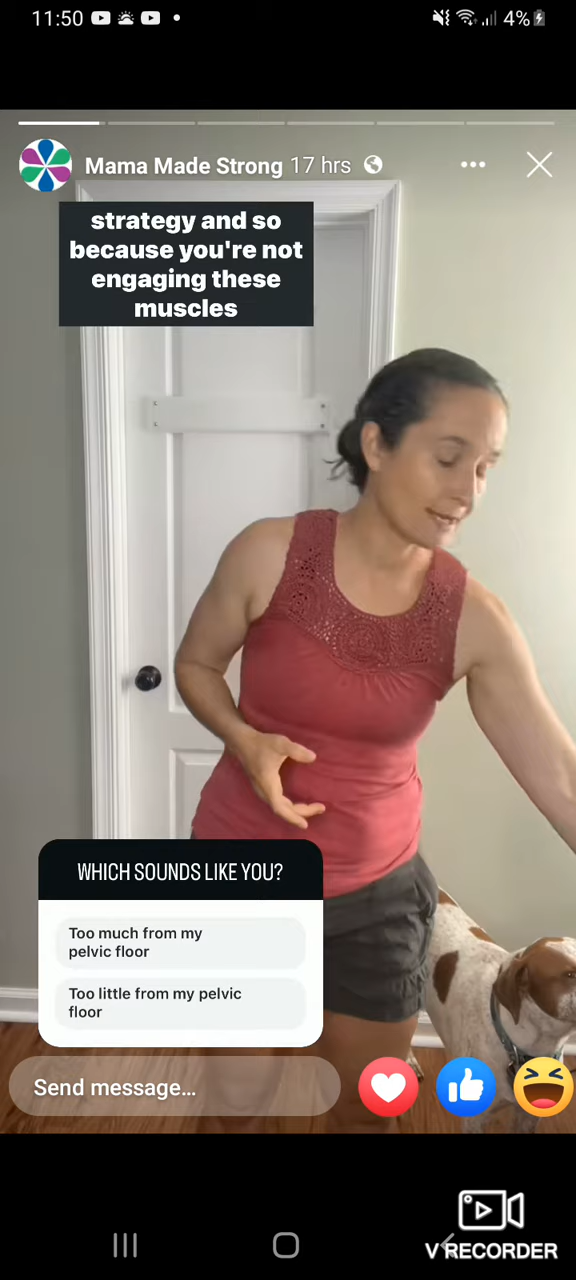 11:50
4%
Mama Made Strong 17 hrs
strategy and so
because you're not
engaging these
muscles
WHICH SOUNDS LIKE YOU?
Too much from my
pelvic floor
Too little from my pelvic
floor
Send message...
V RECORDER